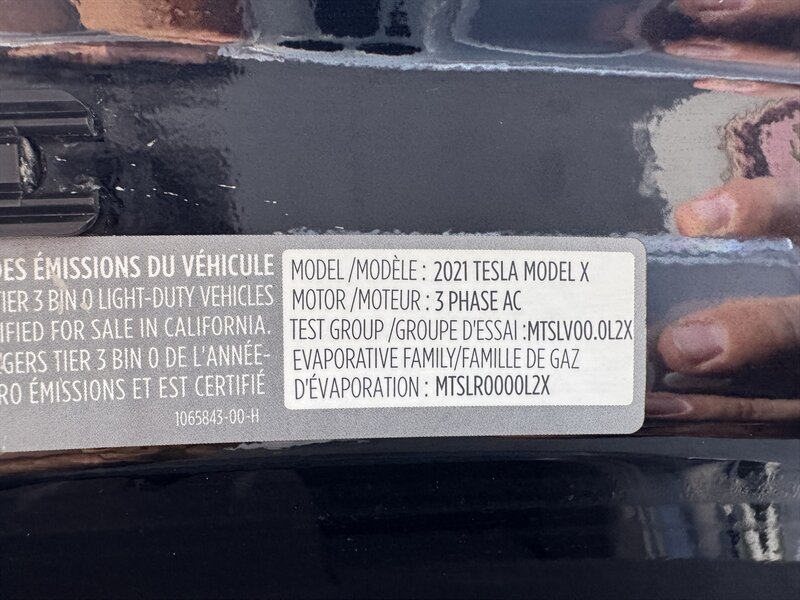 DES ÉMISSIONS DU VÉHICULE
TIER 3 BIN 0 LIGHT-DUTY VEHICLES
IFIED FOR SALE IN CALIFORNIA.
GERS TIER 3 BIN 0 DE L'ANNÉE-
RO ÉMISSIONS ET EST CERTIFIÉ
1065843-00-H
MODEL /MODÈLE : 2021 TESLA MODEL X
MOTOR /MOTEUR : 3 PHASE AC
TEST GROUP /GROUPE D'ESSAI :MTSLV00.0L2X
EVAPORATIVE FAMILY/FAMILLE DE GAZ
D'ÉVAPORATION : MTSLR0000L2X